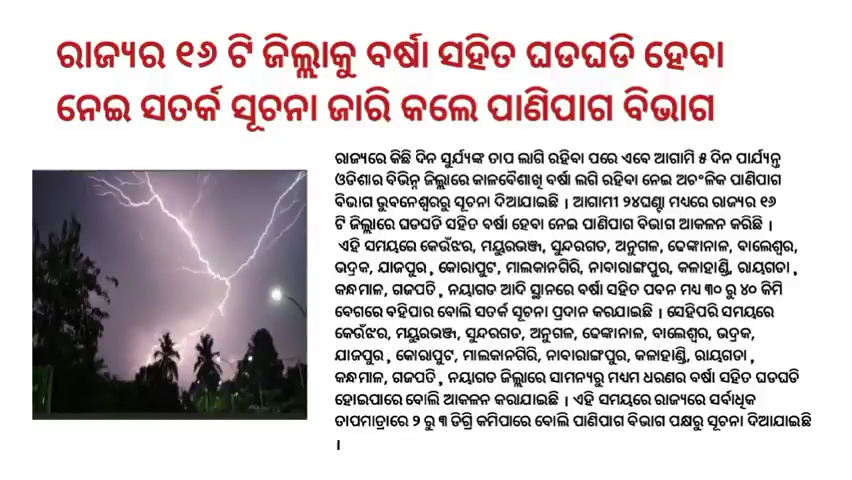 ରାଜ୍ୟର ୧୬ ଟି ଜିଲ୍ଲାକୁ ବର୍ଷା ସହିତ ଘଡଘଡି ହେବା
ନେଇ ସତର୍କ ସୂଚନା ଜାରି କଲେ ପାଣିପାଗ ବିଭାଗ
ରାଜ୍ୟରେ କିଛି ଦିନ ସୁର୍ଯ୍ୟଙ୍କ ତାପ ଲାଗି ରହିବା ପରେ ଏବେ ଆଗାମି ୫ ଦିନ ପାର୍ଯ୍ୟନ୍ତ
ଓଡିଶାର ବିଭିନ୍ନ ଜିଲ୍ଲାରେ କାଳବୈଶାଖି ବର୍ଷା ଲଗି ରହିବା ନେଇ ଅଚଂଳିକ ପାଣିପାଗ
ବିଭାଗ ଭୁବନେଶ୍ୱରରୁ ସୂଚନା ଦିଆଯାଇଛି । ଆଗାମୀ ୨୪ଘଣ୍ଟା ମଧ୍ୟରେ ରାଜ୍ୟର ୧୬
ଟି ଜିଲ୍ଲାରେ ଘଡଘଡି ସହିତ ବର୍ଷା ହେବା ନେଇ ପାଣିପାଗ ବିଭାଗ ଆକଳନ କରିଛି ।
ଏହି ସମୟରେ କେଉଁଝର, ମୟୁରଭଞ୍ଜ, ସୁନ୍ଦରଗଡ, ଅନୁଗଳ, ଢେଙ୍କାନାଳ, ବାଲେଶ୍ୱର,
ଭଦ୍ରକ, ଯାଜପୁର , କୋରାପୁଟ, ମାଲକାନଗିରି, ନାବାରାଙ୍ଗପୁର, କଳାହାଣ୍ଡି, ରାୟଗଡା ,
କନ୍ଧମାଳ, ଗଜପତି , ନୟାଗଡ ଆଦି ସ୍ଥାନରେ ବର୍ଷା ସହିତ ପବନ ମଧ୍ୟ ୩୦ ରୁ ୪୦ କିମି
ବେଗରେ ବହିପାର ବୋଲି ସତର୍କ ସୂଚନା ପ୍ରଦାନ କରଯାଇଛି । ସେହିପରି ସମୟରେ
କେଉଁଝର, ମୟୁରଭଞ୍ଜ, ସୁନ୍ଦରଗଡ, ଅନୁଗଳ, ଢେଙ୍କାନାଳ, ବାଲେଶ୍ୱର, ଭଦ୍ରକ,
ଯାଜପୁର , କୋରାପୁଟ, ମାଲକାନଗିରି, ନାବାରାଙ୍ଗପୁର, କଳାହାଣ୍ଡି, ରାୟଗଡା ,
କନ୍ଧମାଳ, ଗଜପତି , ନୟାଗଡ ଜିଲ୍ଲାରେ ସାମନ୍ୟରୁ ମଧ୍ୟମ ଧରଣର ବର୍ଷା ସହିତ ଘଡଘଡି
ହୋଇପାରେ ବୋଲି ଆକଳନ କରାଯାଇଛି । ଏହି ସମୟରେ ରାଜ୍ୟରେ ସର୍ବାଧିକ
ତାପମାତ୍ରାରେ ୨ ରୁ ୩ ଡିଗ୍ରି କମିପାରେ ବୋଲି ପାଣିପାଗ ବିଭାଗ ପକ୍ଷରୁ ସୂଚନା ଦିଆଯାଇଛି
।